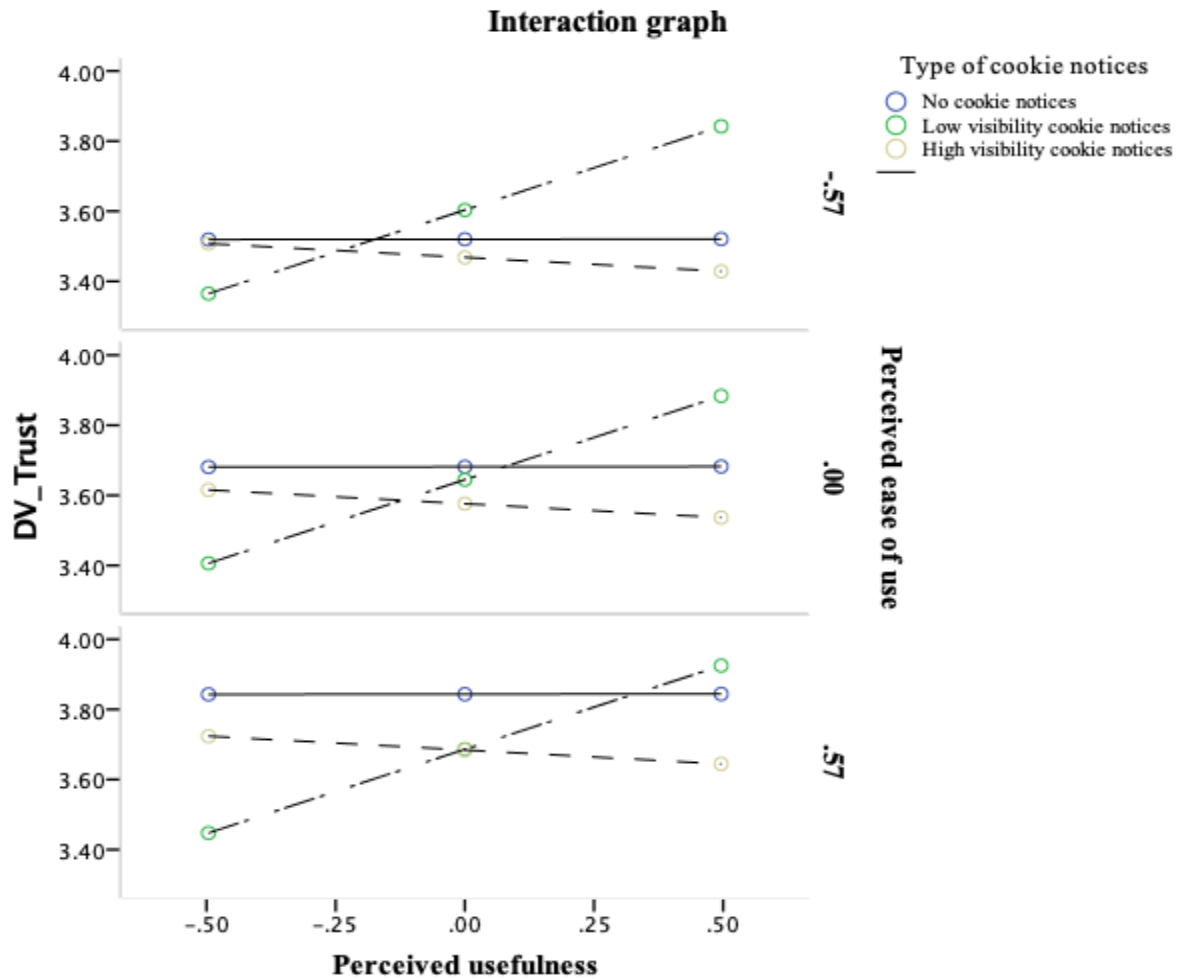 Interaction graph
Type of cookie notices
No cookie notices
Low visibility cookie notices
High visibility cookie notices
4.00
3.80
3.60
3.40
-.57
4.00
3.80
3.60
3.40
.00
4.00
3.80
3.60
3.40
.57
DV_Trust
Perceived ease of use
-.50 -.25 .00 .25 .50
Perceived usefulness